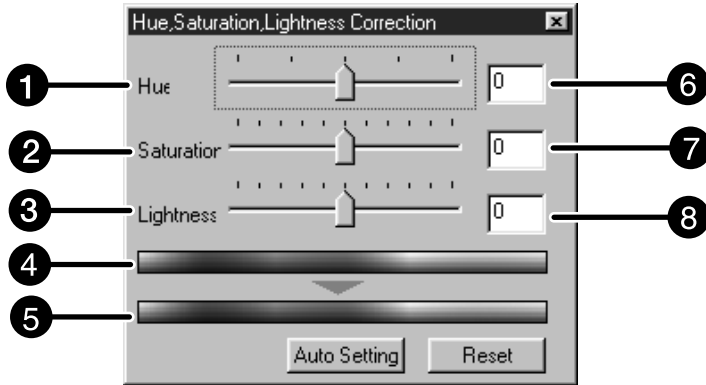 Hue,Saturation,Lightness Correction
1 Hue 0 6
2 Saturation 0 7
3 Lightness 0 8
4
5
Auto Setting Reset